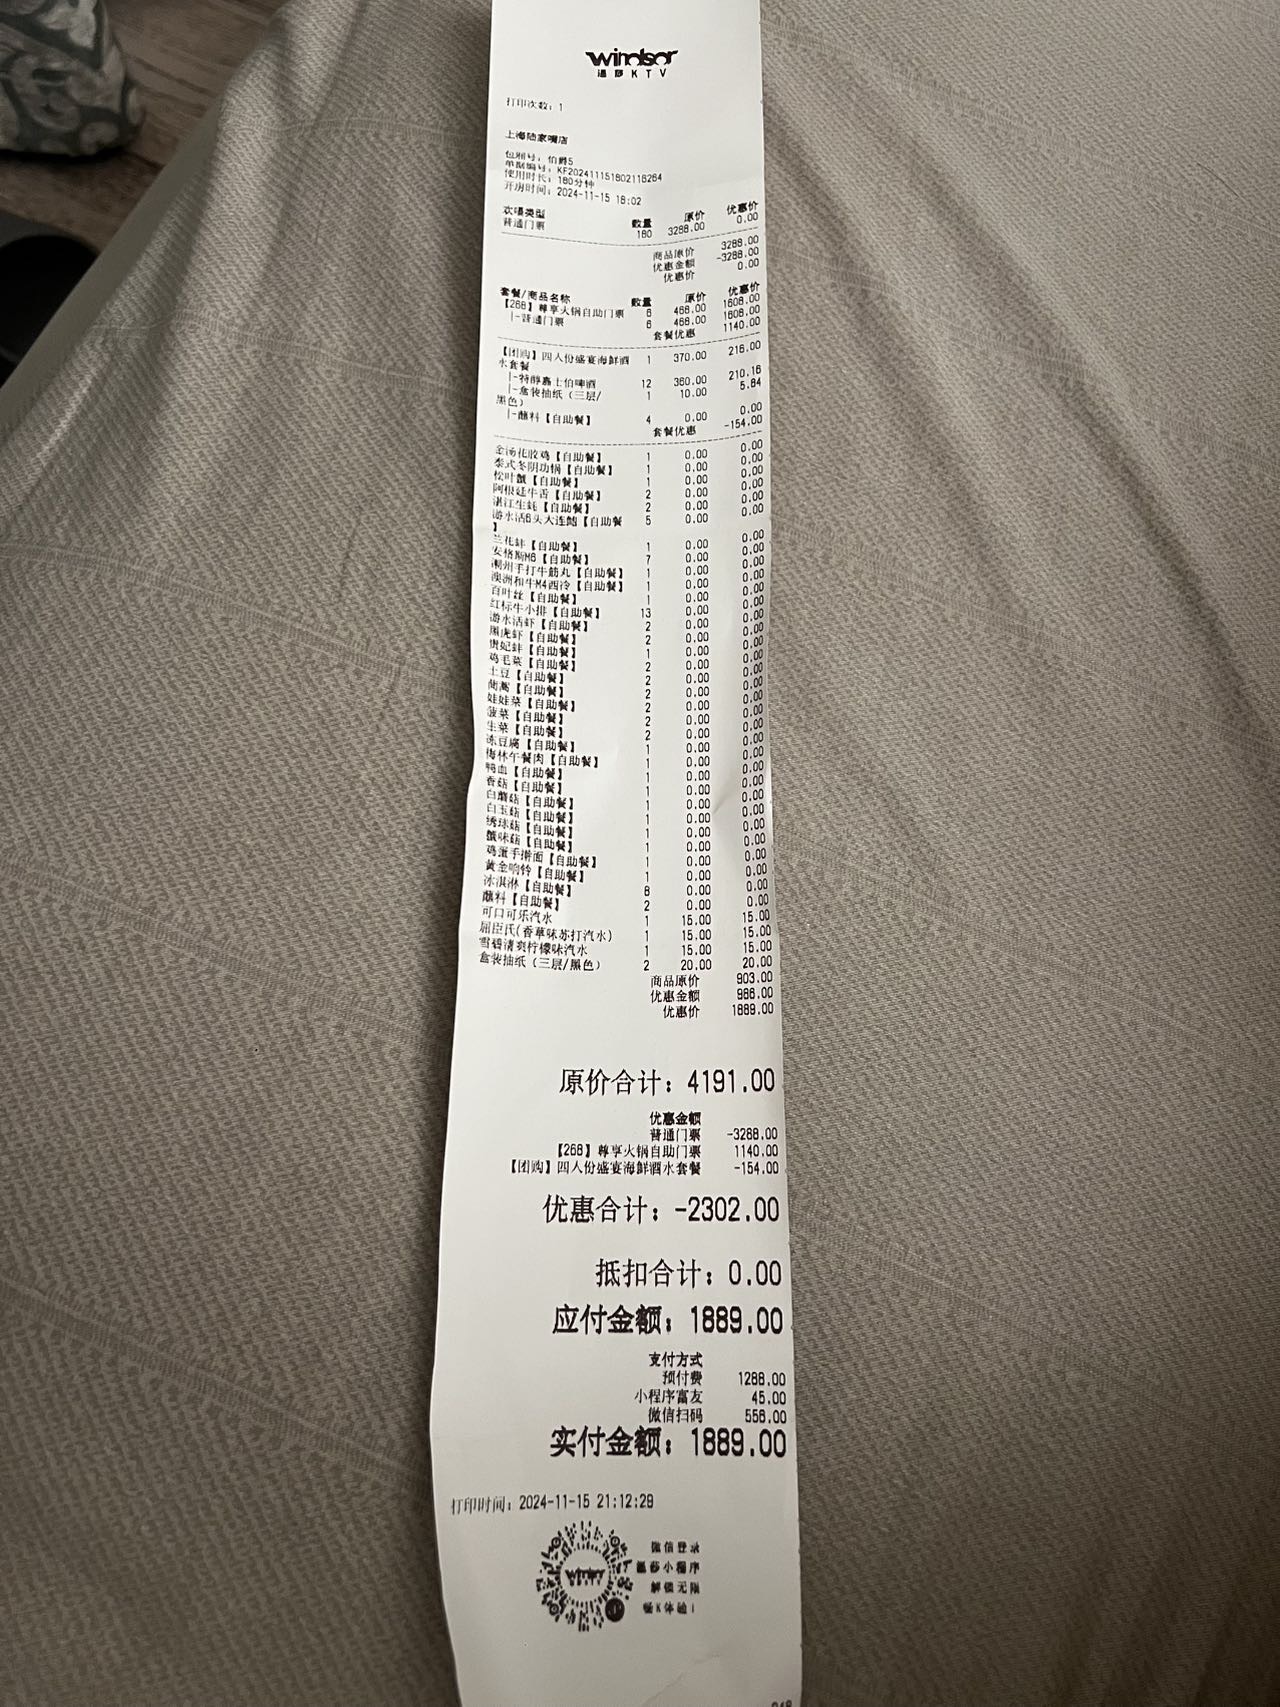 windsor
温莎KTV
打印次数：1
上海陆家嘴店
包厢号：伯爵5
单据编号：KF202411151802116264
使用时长：180分钟
开房时间：2024-11-15 18:02
欢唱类型 数量 原价 优惠价
普通门票 180 3288.00 0.00
商品原价 3288.00
优惠金额 -3288.00
优惠价 0.00
套餐/商品名称 数量 原价 优惠价
【268】尊享火锅自助门票 6 468.00 1608.00
|-普通门票 6 468.00 1608.00
套餐优惠 1140.00
【团购】四人份盛宴海鲜酒 1 370.00 216.00
水套餐
|-特醇嘉士伯啤酒 12 360.00 210.16
|-盒装抽纸（三层/ 1 10.00 5.84
黑色）
|-蘸料【自助餐】 4 0.00 0.00
套餐优惠 -154.00
金汤花胶鸡【自助餐】 1 0.00 0.00
泰式冬阴功锅【自助餐】 1 0.00 0.00
松叶蟹【自助餐】 1 0.00 0.00
阿根廷牛舌【自助餐】 2 0.00 0.00
湛江生蚝【自助餐】 2 0.00 0.00
游水活6头大连鲍【自助餐 5 0.00 0.00
】
兰花蚌【自助餐】 1 0.00 0.00
安格斯M6【自助餐】 7 0.00 0.00
潮州手打牛筋丸【自助餐】 1 0.00 0.00
澳洲和牛M4西冷【自助餐】 1 0.00 0.00
百叶丝【自助餐】 1 0.00 0.00
红标牛小排【自助餐】 13 0.00 0.00
游水活虾【自助餐】 2 0.00 0.00
黑虎虾【自助餐】 2 0.00 0.00
贵妃蚌【自助餐】 1 0.00 0.00
鸡毛菜【自助餐】 2 0.00 0.00
土豆【自助餐】 2 0.00 0.00
茼蒿【自助餐】 2 0.00 0.00
娃娃菜【自助餐】 2 0.00 0.00
菠菜【自助餐】 2 0.00 0.00
生菜【自助餐】 2 0.00 0.00
冻豆腐【自助餐】 1 0.00 0.00
梅林午餐肉【自助餐】 1 0.00 0.00
鸭血【自助餐】 1 0.00 0.00
香菇【自助餐】 1 0.00 0.00
白蘑菇【自助餐】 1 0.00 0.00
白玉菇【自助餐】 1 0.00 0.00
绣球菇【自助餐】 1 0.00 0.00
蟹味菇【自助餐】 1 0.00 0.00
鸡蛋手擀面【自助餐】 1 0.00 0.00
黄金响铃【自助餐】 1 0.00 0.00
冰淇淋【自助餐】 8 0.00 0.00
蘸料【自助餐】 2 0.00 0.00
可口可乐汽水 1 15.00 15.00
屈臣氏(香草味苏打汽水) 1 15.00 15.00
雪碧清爽柠檬味汽水 1 15.00 15.00
盒装抽纸（三层/黑色） 2 20.00 20.00
商品原价 903.00
优惠金额 986.00
优惠价 1889.00
原价合计：4191.00
优惠金额
普通门票 -3288.00
【268】尊享火锅自助门票 1140.00
【团购】四人份盛宴海鲜酒水套餐 -154.00
优惠合计：-2302.00
抵扣合计：0.00
应付金额：1889.00
支付方式
预付费 1288.00
小程序富友 45.00
微信扫码 556.00
实付金额：1889.00
打印时间：2024-11-15 21:12:29
微信登录
温莎小程序
解锁无限
畅K体验！